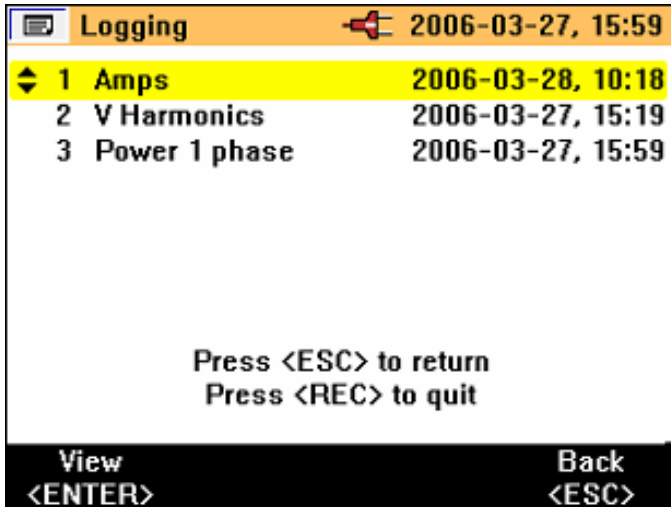 Logging 2006-03-27, 15:59
1 Amps 2006-03-28, 10:18
2 V Harmonics 2006-03-27, 15:19
3 Power 1 phase 2006-03-27, 15:59
Press <ESC> to return
Press <REC> to quit
View Back
<ENTER> <ESC>